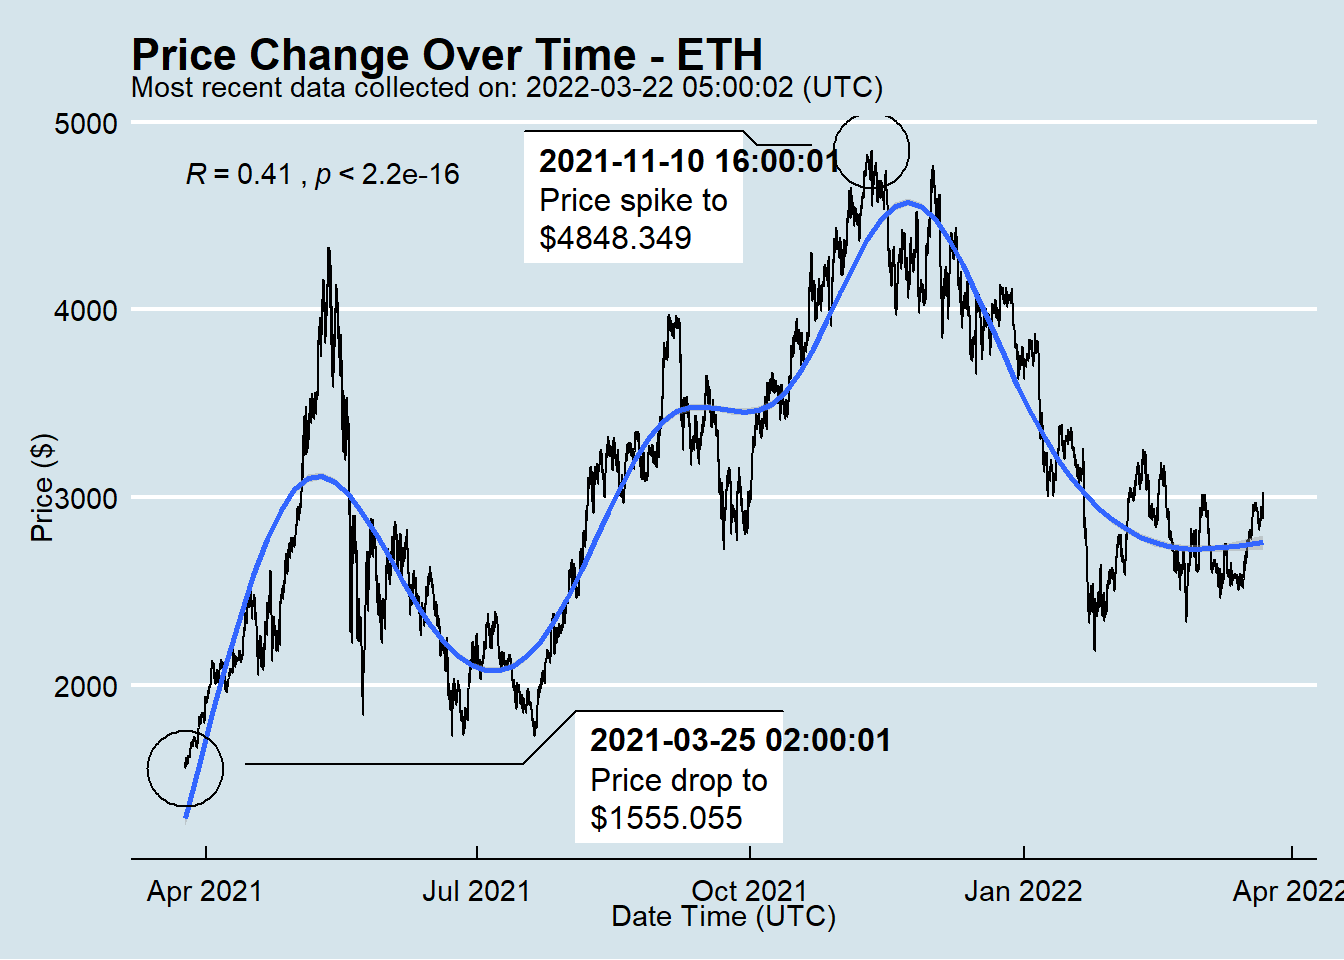 Price Change Over Time - ETH
Most recent data collected on: 2022-03-22 05:00:02 (UTC)
5000
4000
3000
2000
Price ($)
R = 0.41 , p < 2.2e-16
2021-11-10 16:00:01
Price spike to
$4848.349
2021-03-25 02:00:01
Price drop to
$1555.055
Apr 2021
Jul 2021
Oct 2021
Jan 2022
Apr 2022
Date Time (UTC)